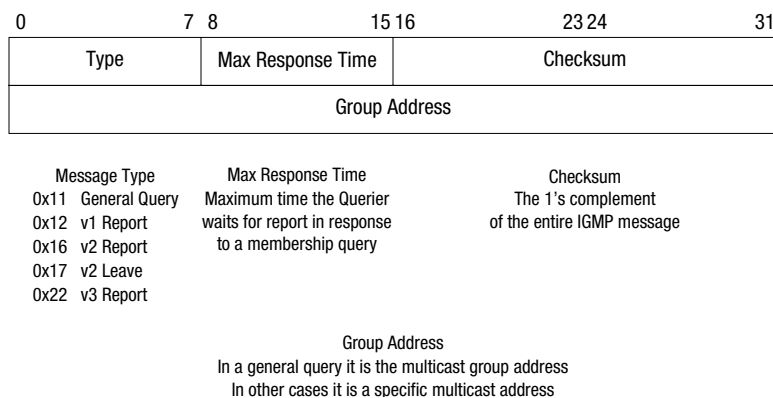 0 7 8 15 16 23 24 31
Type Max Response Time Checksum
Group Address
Message Type
0x11 General Query
0x12 v1 Report
0x16 v2 Report
0x17 v2 Leave
0x22 v3 Report
Max Response Time
Maximum time the Querier
waits for report in response
to a membership query
Checksum
The 1's complement
of the entire IGMP message
Group Address
In a general query it is the multicast group address
In other cases it is a specific multicast address